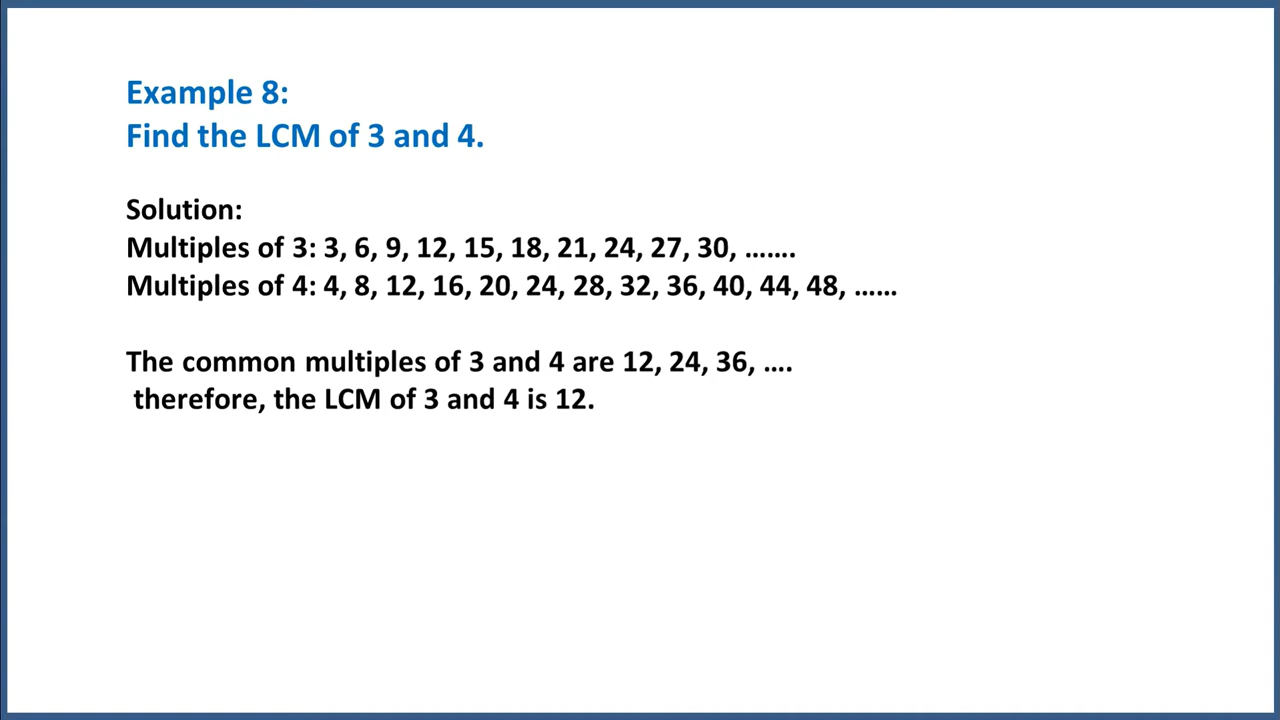 Example 8:
Find the LCM of 3 and 4.
Solution:
Multiples of 3: 3, 6, 9, 12, 15, 18, 21, 24, 27, 30, …….
Multiples of 4: 4, 8, 12, 16, 20, 24, 28, 32, 36, 40, 44, 48, ……
The common multiples of 3 and 4 are 12, 24, 36, ….
therefore, the LCM of 3 and 4 is 12.